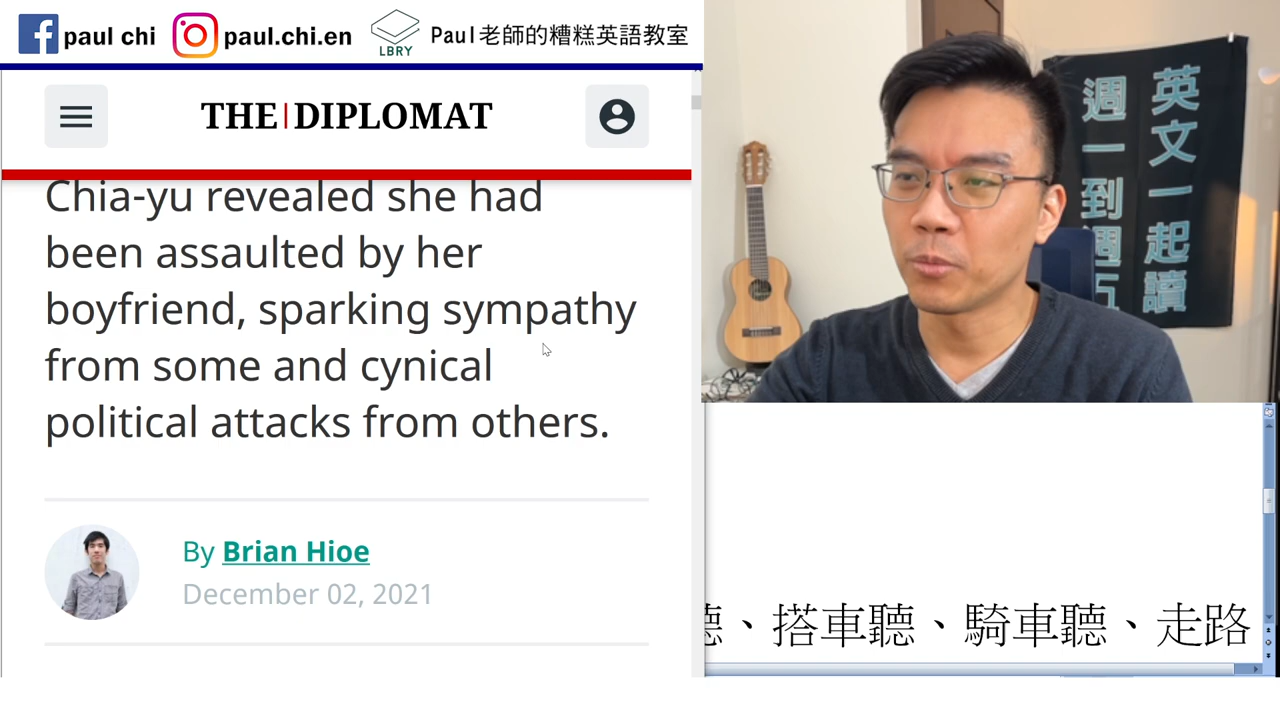 paul chi
paul.chi.en
LBRY
Paul老師的糟糕英語教室
THE|DIPLOMAT
Chia-yu revealed she had
been assaulted by her
boyfriend, sparking sympathy
from some and cynical
political attacks from others.
By Brian Hioe
December 02, 2021
英文一起讀
週一到週五
聽、搭車聽、騎車聽、走路